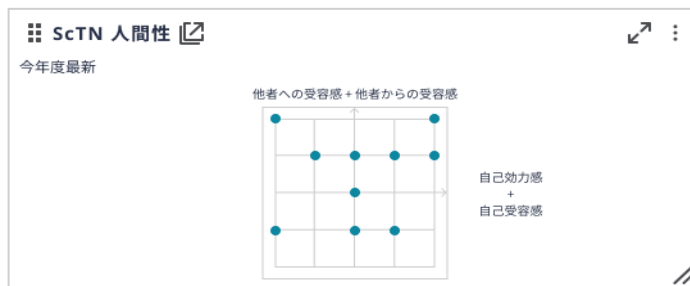 ScTN 人間性
今年度最新
他者への受容感 + 他者からの受容感
自己効力感
+
自己受容感